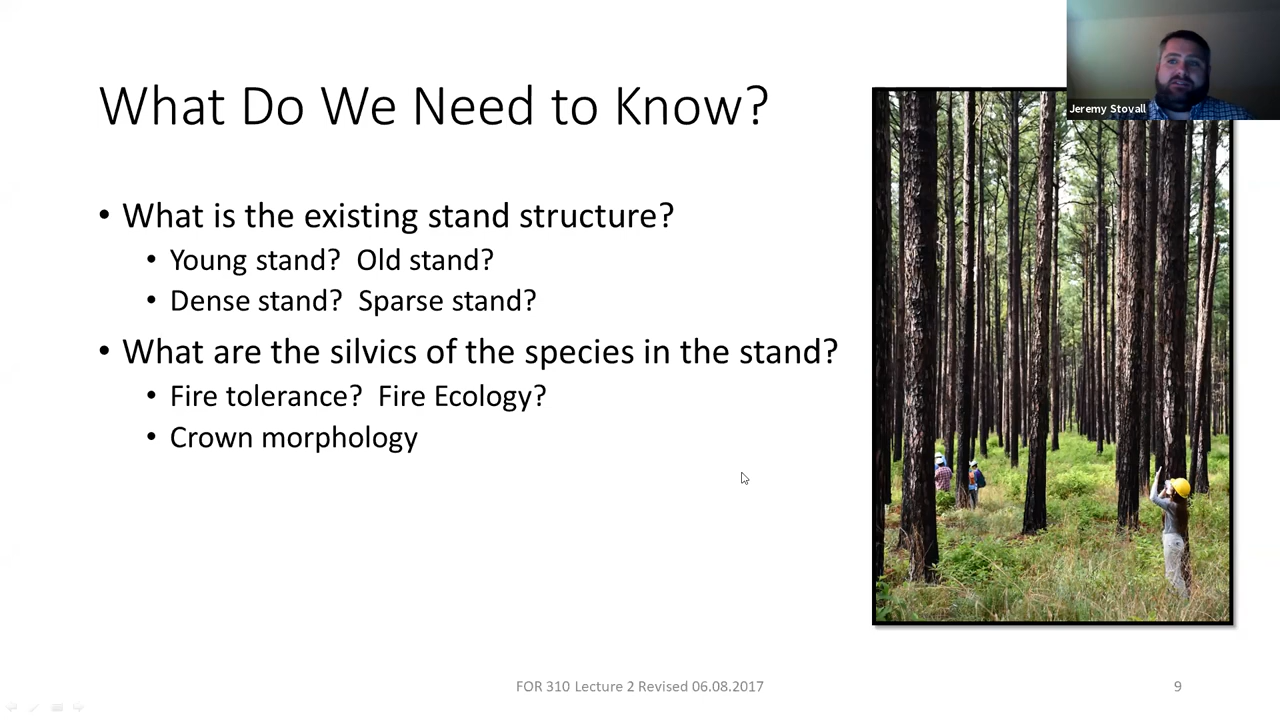 What Do We Need to Know?
Jeremy Stovall
• What is the existing stand structure?
• Young stand?  Old stand?
• Dense stand?  Sparse stand?
• What are the silvics of the species in the stand?
• Fire tolerance?  Fire Ecology?
• Crown morphology
FOR 310 Lecture 2 Revised 06.08.2017
9